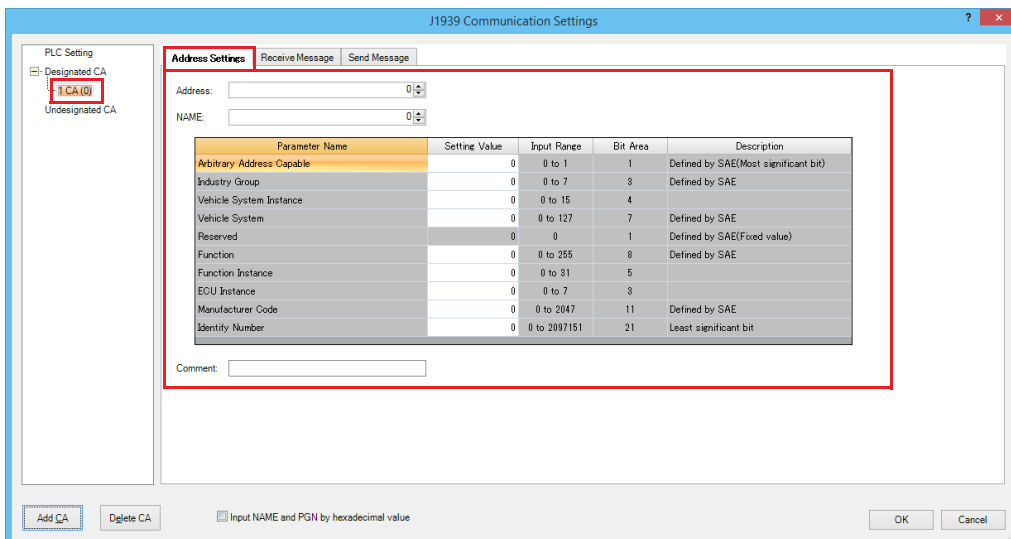 J1939 Communication Settings
PLC Setting
Designated CA
1 CA (0)
Undesignated CA
Address Settings Receive Message Send Message
Address: 0
NAME: 0
Parameter Name Setting Value Input Range Bit Area Description
Arbitrary Address Capable 0 0 to 1 1 Defined by SAE(Most significant bit)
Industry Group 0 0 to 7 3 Defined by SAE
Vehicle System Instance 0 0 to 15 4
Vehicle System 0 0 to 127 7 Defined by SAE
Reserved 0 0 1 Defined by SAE(Fixed value)
Function 0 0 to 255 8 Defined by SAE
Function Instance 0 0 to 31 5
ECU Instance 0 0 to 7 3
Manufacturer Code 0 0 to 2047 11 Defined by SAE
Identify Number 0 0 to 2097151 21 Least significant bit
Comment:
Add CA Delete CA Input NAME and PGN by hexadecimal value OK Cancel